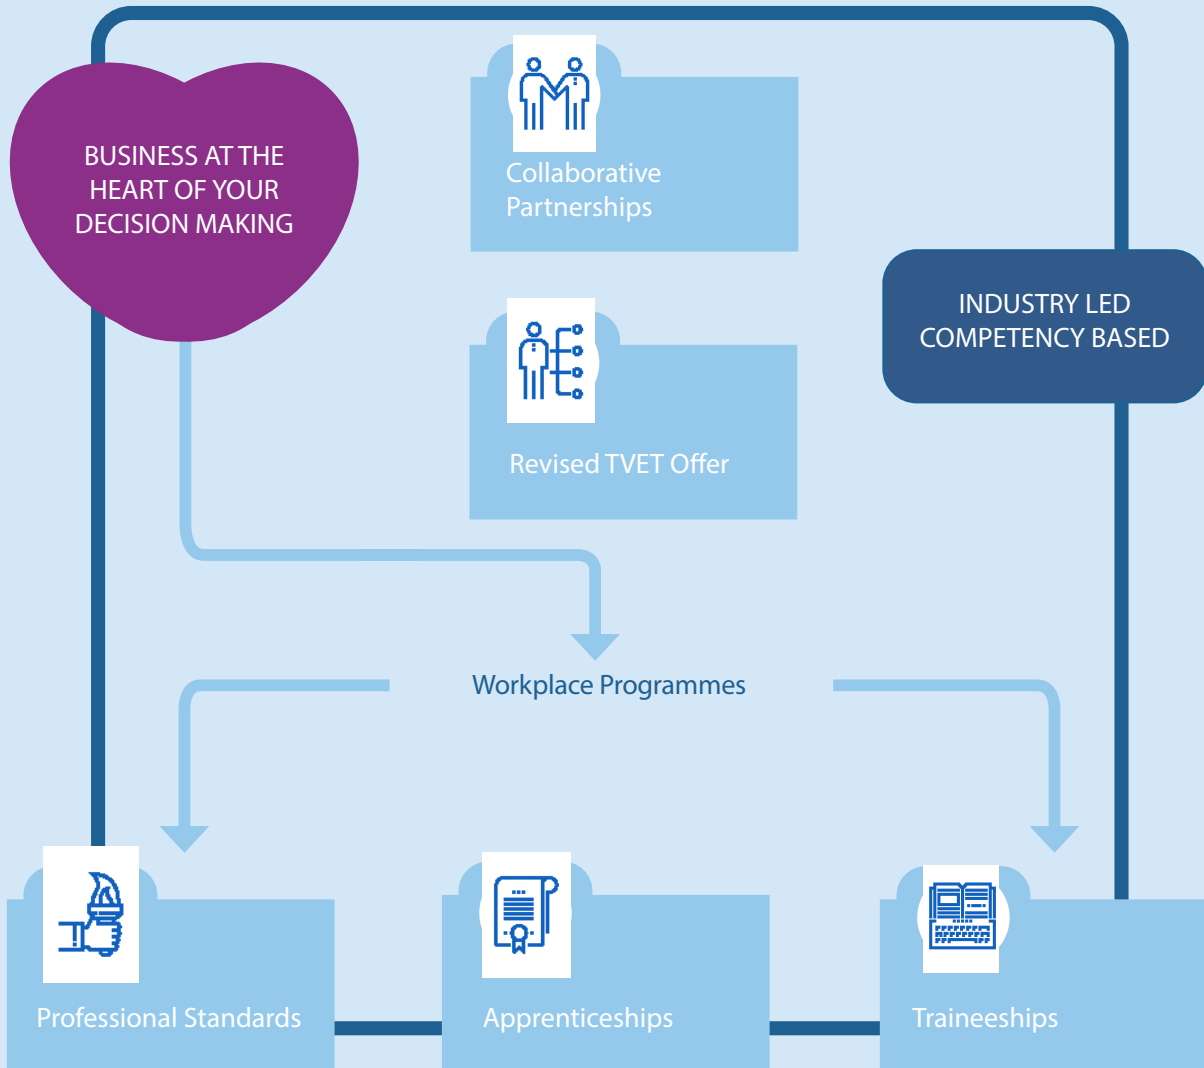 BUSINESS AT THE
HEART OF YOUR
DECISION MAKING
Collaborative
Partnerships
INDUSTRY LED
COMPETENCY BASED
Revised TVET Offer
Workplace Programmes
Professional Standards
Apprenticeships
Traineeships